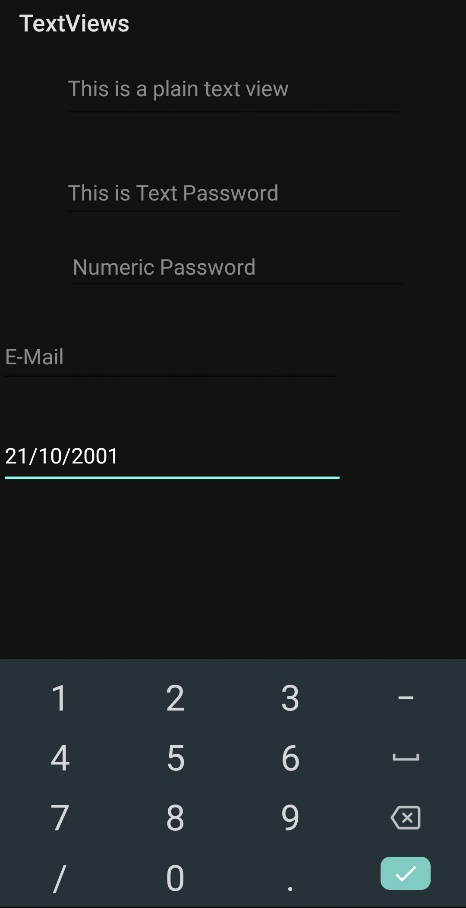 TextViews
This is a plain text view
This is Text Password
Numeric Password
E-Mail
21/10/2001
1 2 3 -
4 5 6
7 8 9
/ 0 .